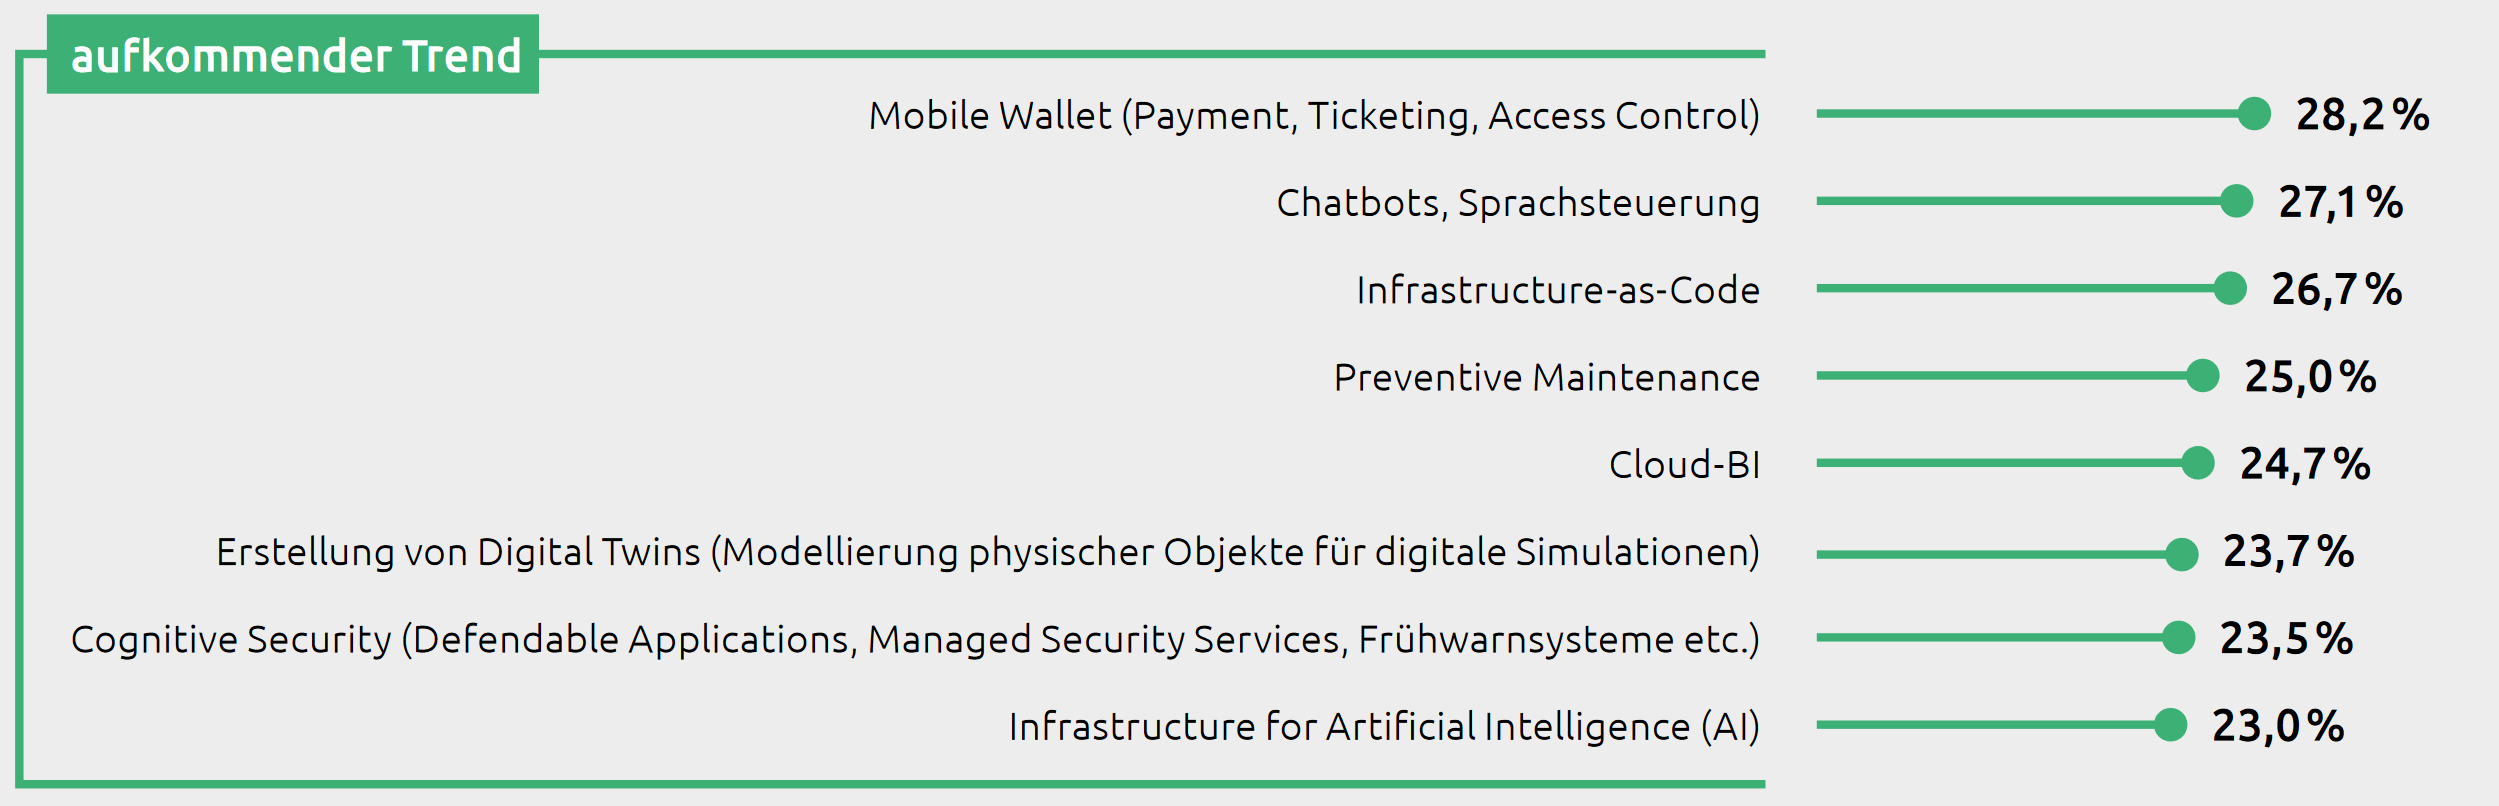 aufkommender Trend
Mobile Wallet (Payment, Ticketing, Access Control) 28,2 %
Chatbots, Sprachsteuerung 27,1 %
Infrastructure-as-Code 26,7 %
Preventive Maintenance 25,0 %
Cloud-BI 24,7 %
Erstellung von Digital Twins (Modellierung physischer Objekte für digitale Simulationen) 23,7 %
Cognitive Security (Defendable Applications, Managed Security Services, Frühwarnsysteme etc.) 23,5 %
Infrastructure for Artificial Intelligence (AI) 23,0 %